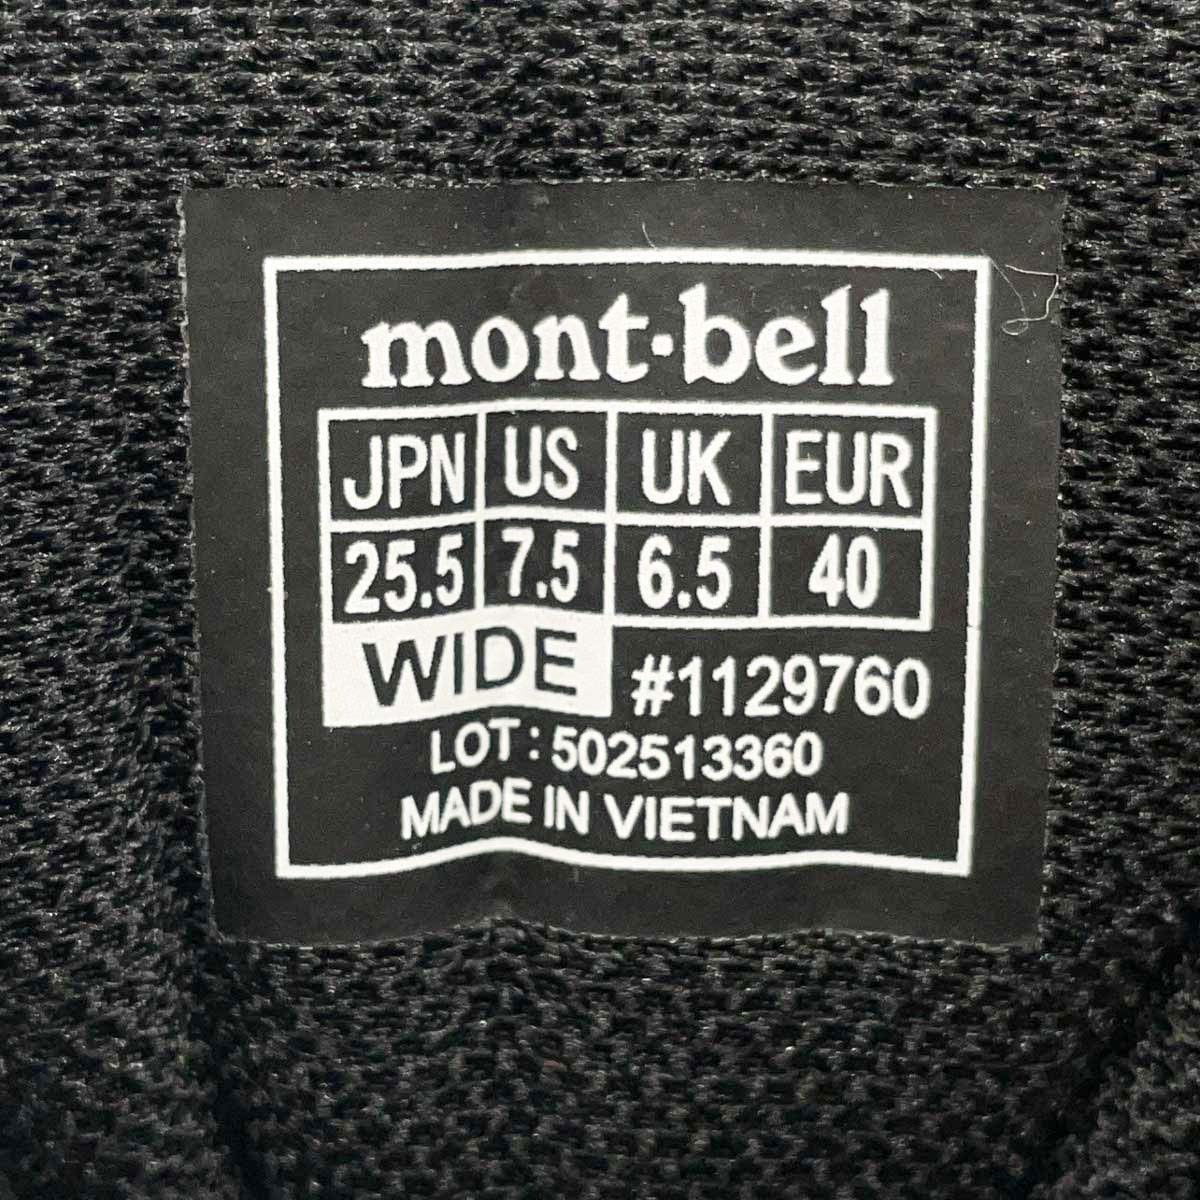 mont·bell
JPN US UK EUR
25.5 7.5 6.5 40
WIDE #1129760
LOT : 502513360
MADE IN VIETNAM